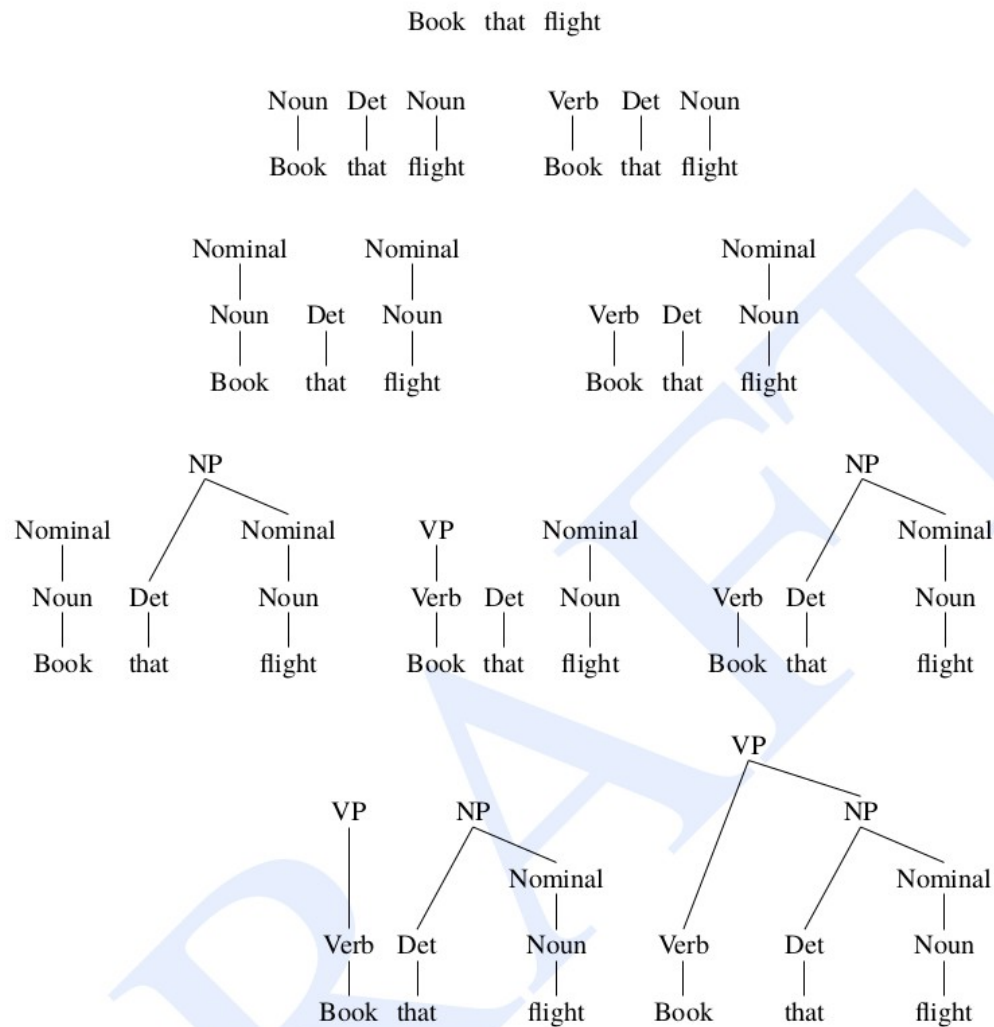 Book that flight
Noun Det Noun Verb Det Noun
Book that flight Book that flight
Nominal Nominal Nominal
Noun Det Noun Verb Det Noun
Book that flight Book that flight
NP NP
Nominal Nominal VP Nominal Nominal
Noun Det Noun Verb Det Noun Verb Det Noun
Book that flight Book that flight Book that flight
VP
VP NP NP
Nominal Nominal
Verb Det Noun Verb Det Noun
Book that flight Book that flight
DRAFT